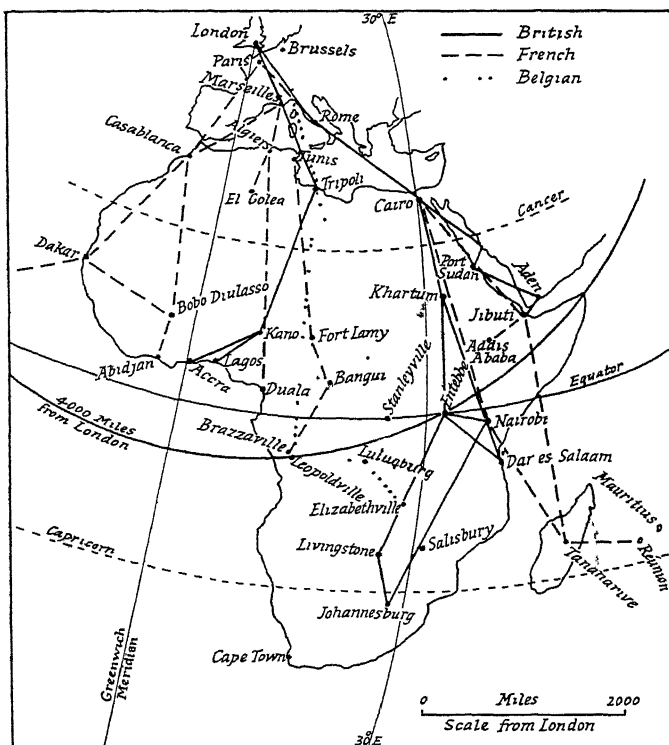 30° E
British
French
Belgian
London
Brussels
Paris
Marseilles
Rome
Casablanca
Algiers
Tunis
Tripoli
El Golea
Cairo
Cancer
Dakar
Port
Sudan
Aden
Khartum
Jibuti
Bobo Diulasso
Kano
Fort Lamy
Addis
Ababa
Abidjan
Accra
Lagos
Duala
Bangui
Stanleyville
Entebbe
Equator
4000 Miles
from London
Nairobi
Brazzaville
Leopoldville
Luluaburg
Dar es Salaam
Elizabethville
Mauritius
Capricorn
Livingstone
Salisbury
Tananarive
Reunion
Johannesburg
Cape Town
Greenwich
Meridian
0 Miles 2000
Scale from London
30° E